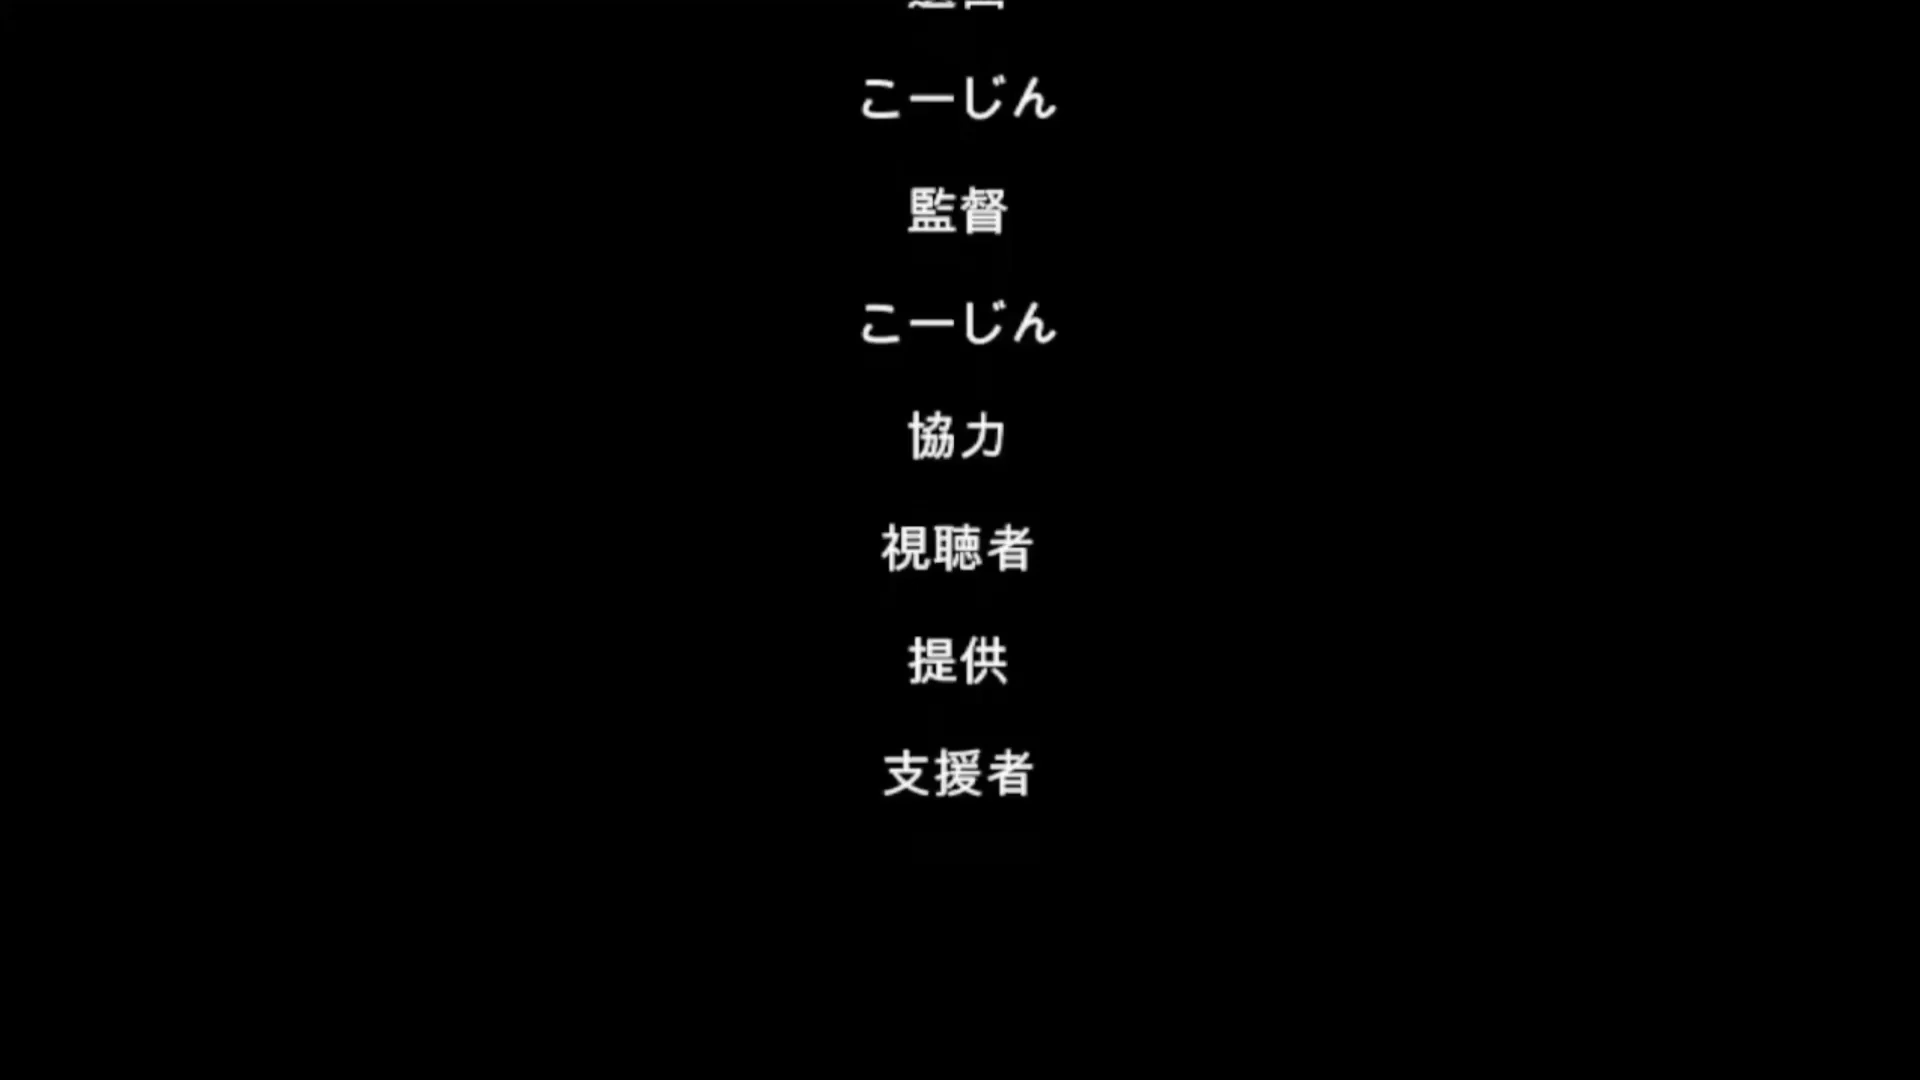 こーじん
監督
こーじん
協力
視聴者
提供
支援者